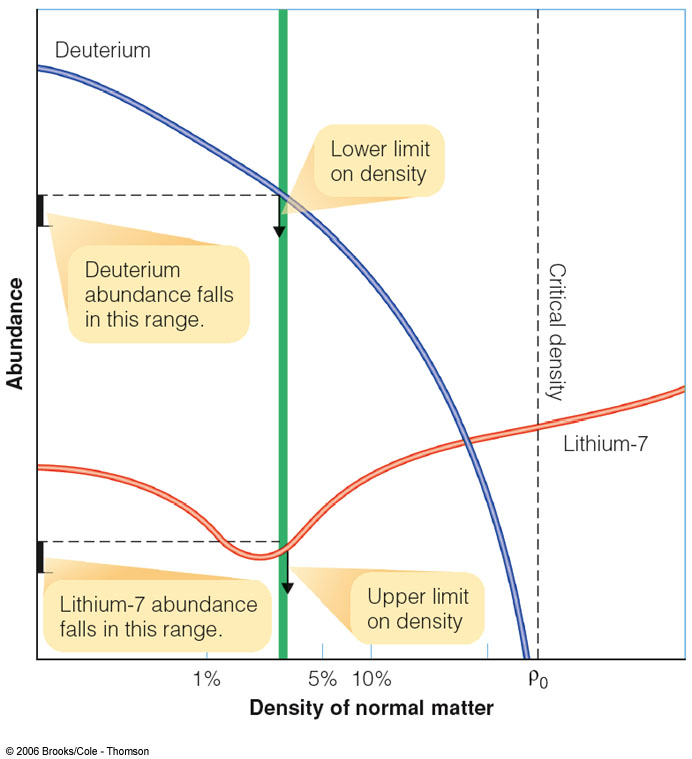 Deuterium
Lower limit
on density
Deuterium
abundance falls
in this range.
Abundance
Critical density
Lithium-7
Lithium-7 abundance
falls in this range.
Upper limit
on density
1% 5% 10% ρ0
Density of normal matter
© 2006 Brooks/Cole - Thomson